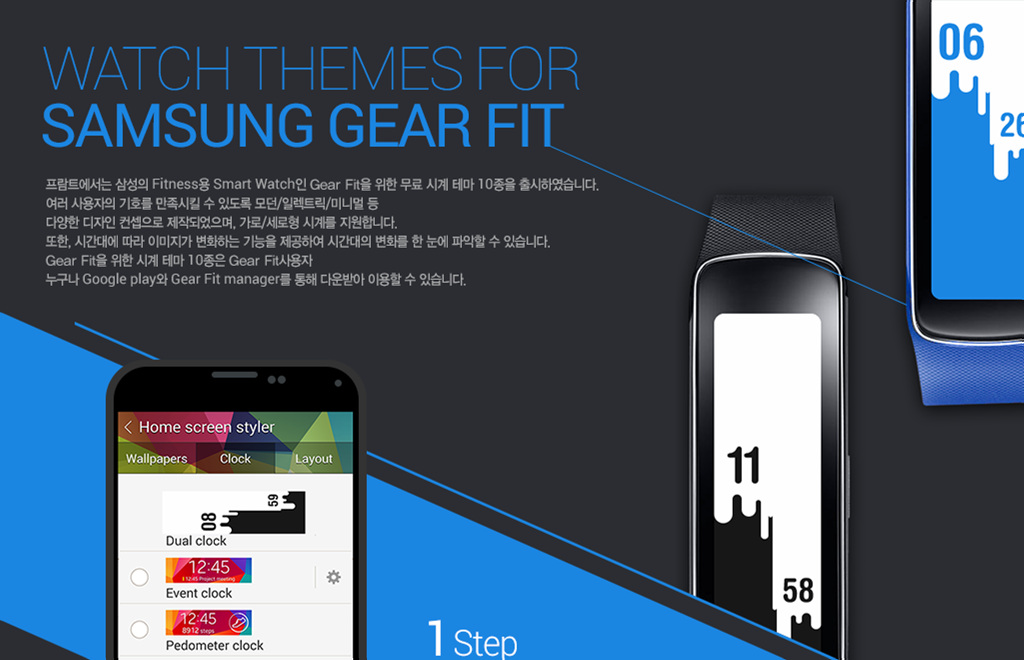 WATCH THEMES FOR
SAMSUNG GEAR FIT
프람트에서는 삼성의 Fitness용 Smart Watch인 Gear Fit을 위한 무료 시계 테마 10종을 출시하였습니다.
여러 사용자의 기호를 만족시킬 수 있도록 모던/일렉트릭/미니멀 등
다양한 디자인 컨셉으로 제작되었으며, 가로/세로형 시계를 지원합니다.
또한, 시간대에 따라 이미지가 변화하는 기능을 제공하여 시간대의 변화를 한 눈에 파악할 수 있습니다.
Gear Fit을 위한 시계 테마 10종은 Gear Fit사용자
누구나 Google play와 Gear Fit manager를 통해 다운받아 이용할 수 있습니다.
06
26
11
58
Home screen styler
Wallpapers Clock Layout
08 59
Dual clock
12:45
12:45 Project meeting
Event clock
12:45
8912 steps
Pedometer clock
1 Step